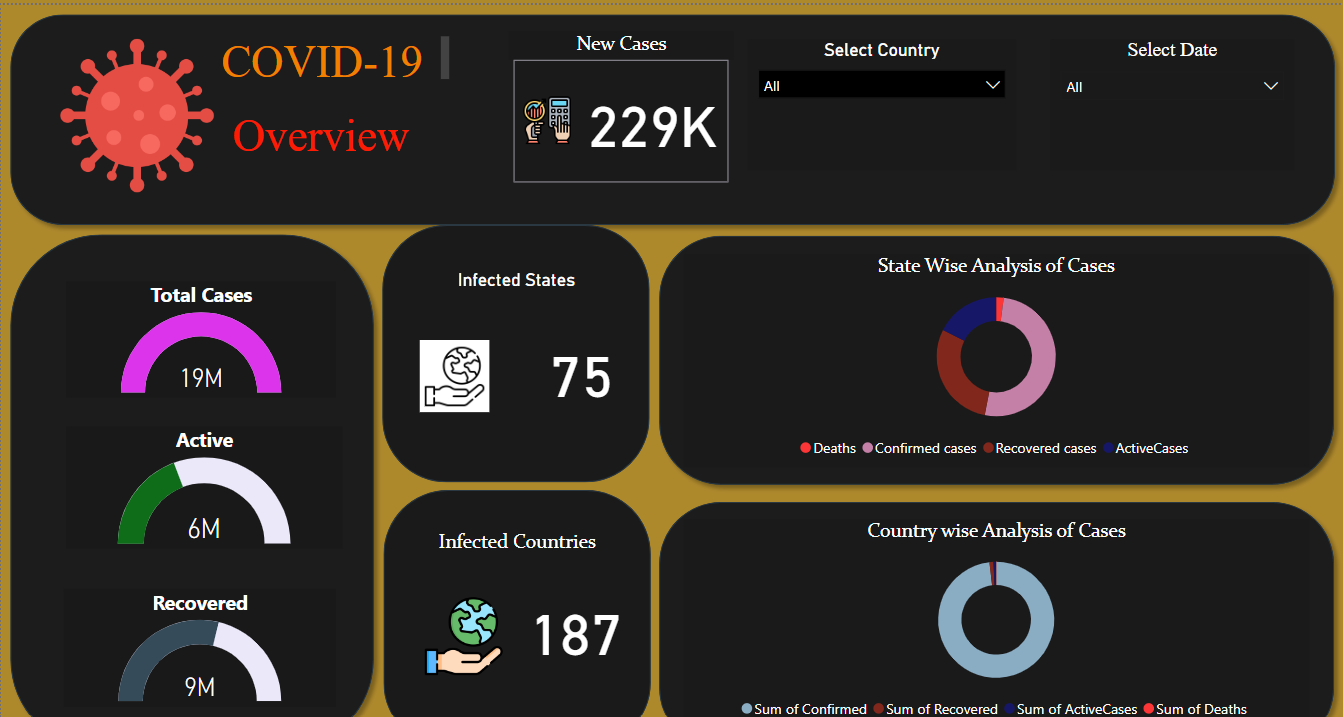 COVID-19
Overview
New Cases
229K
Select Country
All
Select Date
All
Total Cases
19M
Active
6M
Recovered
9M
Infected States
75
Infected Countries
187
State Wise Analysis of Cases
Deaths Confirmed cases Recovered cases ActiveCases
Country wise Analysis of Cases
Sum of Confirmed Sum of Recovered Sum of ActiveCases Sum of Deaths